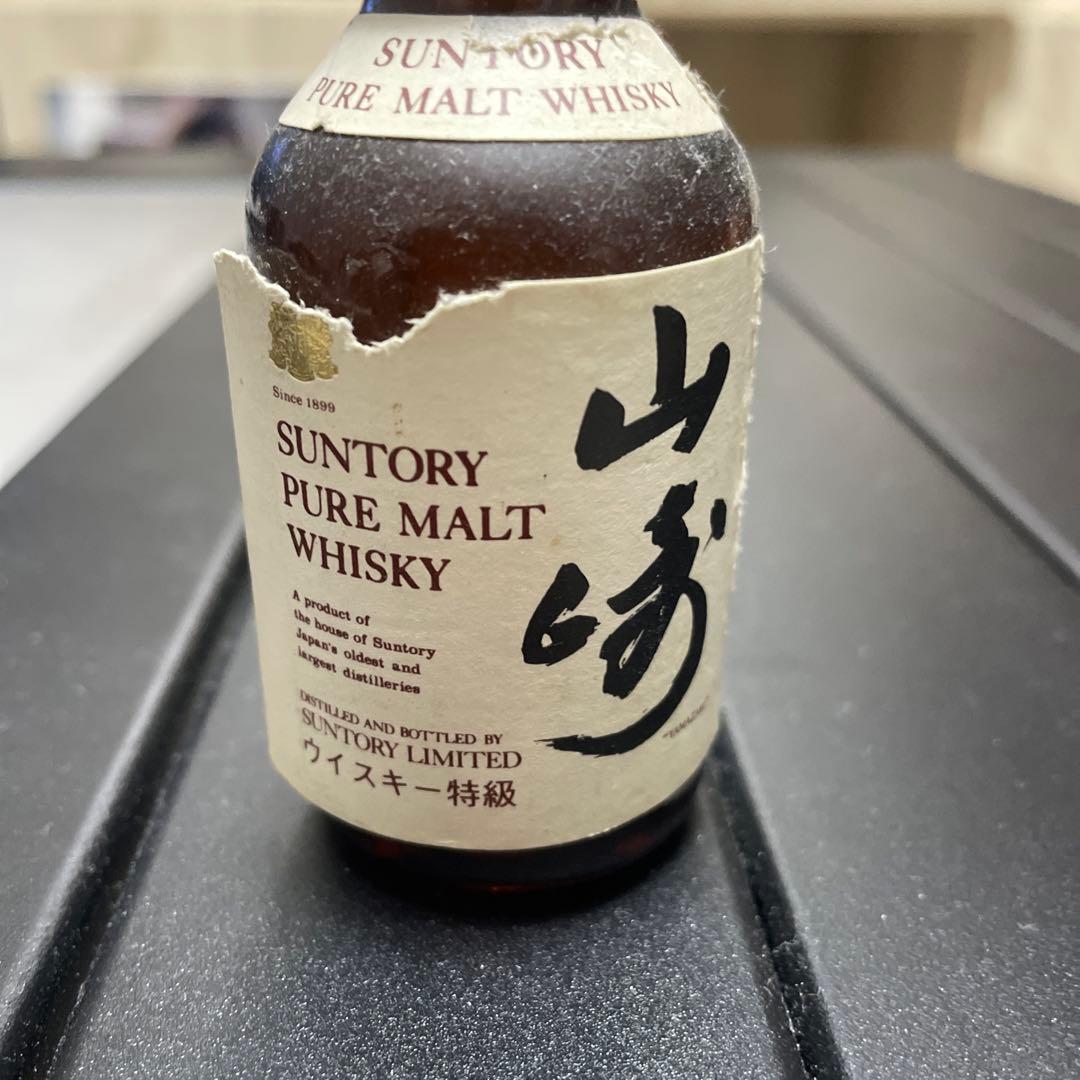 SUNTORY
PURE MALT WHISKY
Since 1899
SUNTORY
PURE MALT
WHISKY
A product of
the house of Suntory
Japan's oldest and
largest distilleries
DISTILLED AND BOTTLED BY
SUNTORY LIMITED
ウイスキー特級
山崎
"YAMAZAKI"